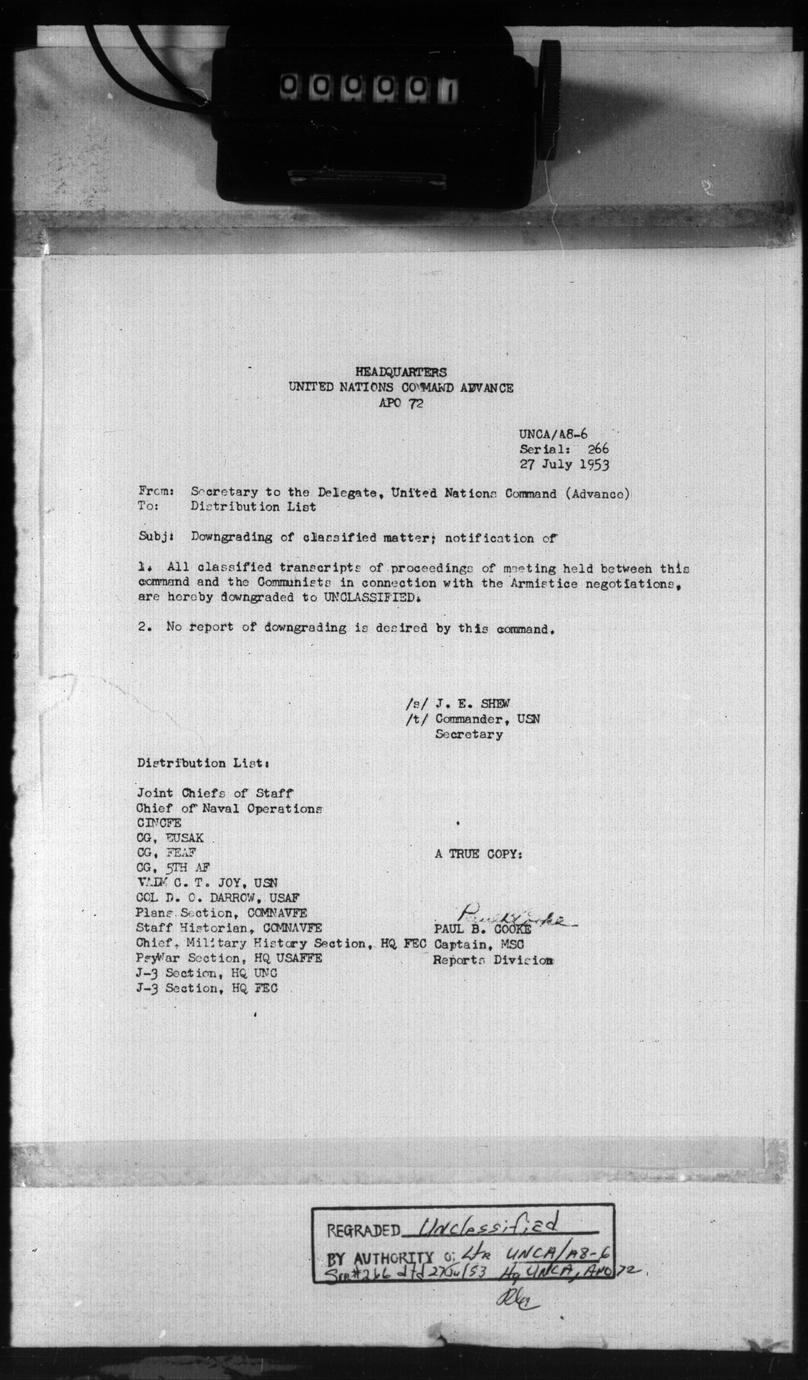 000001
HEADQUARTERS
UNITED NATIONS COMMAND ADVANCE
APO 72
UNCA/A8-6
Serial: 266
27 July 1953
From: Secretary to the Delegate, United Nations Command (Advance)
To: Distribution List
Subj: Downgrading of classified matter; notification of
1. All classified transcripts of proceedings of meeting held between this
command and the Communists in connection with the Armistice negotiations,
are hereby downgraded to UNCLASSIFIED.
2. No report of downgrading is desired by this command.
/s/ J. E. SHEW
/t/ Commander, USN
Secretary
Distribution List:
Joint Chiefs of Staff
Chief of Naval Operations
CINCFE
CG, EUSAK
CG, FEAF
A TRUE COPY:
CG, 5TH AF
VADM C. T. JOY, USN
COL D. O. DARROW, USAF
Plans Section, COMNAVFE
Staff Historian, COMNAVFE
PAUL B. COOKE
Chief, Military History Section, HQ FEC
Captain, MSC
PsyWar Section, HQ USAFFE
Reports Division
J-3 Section, HQ UNC
J-3 Section, HQ FEC
REGRADED Unclassified
BY AUTHORITY O; Ltr UNCA/A8-6
Ser#266 dtd 27Jul53 Hq UNCA, APO 72